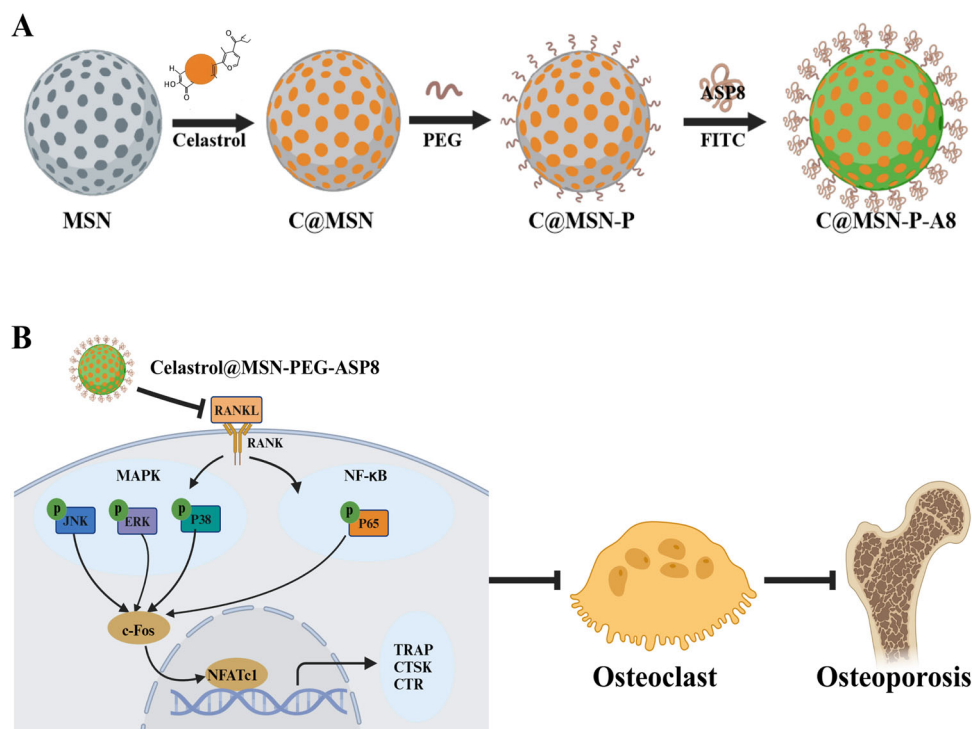 A
H
HO
O
O
O
Celastrol
PEG
ASP8
FITC
MSN
C@MSN
C@MSN-P
C@MSN-P-A8
B
Celastrol@MSN-PEG-ASP8
RANKL
RANK
MAPK
NF-κB
p
JNK
p
ERK
p
P38
p
P65
c-Fos
NFATc1
TRAP
CTSK
CTR
Osteoclast
Osteoporosis